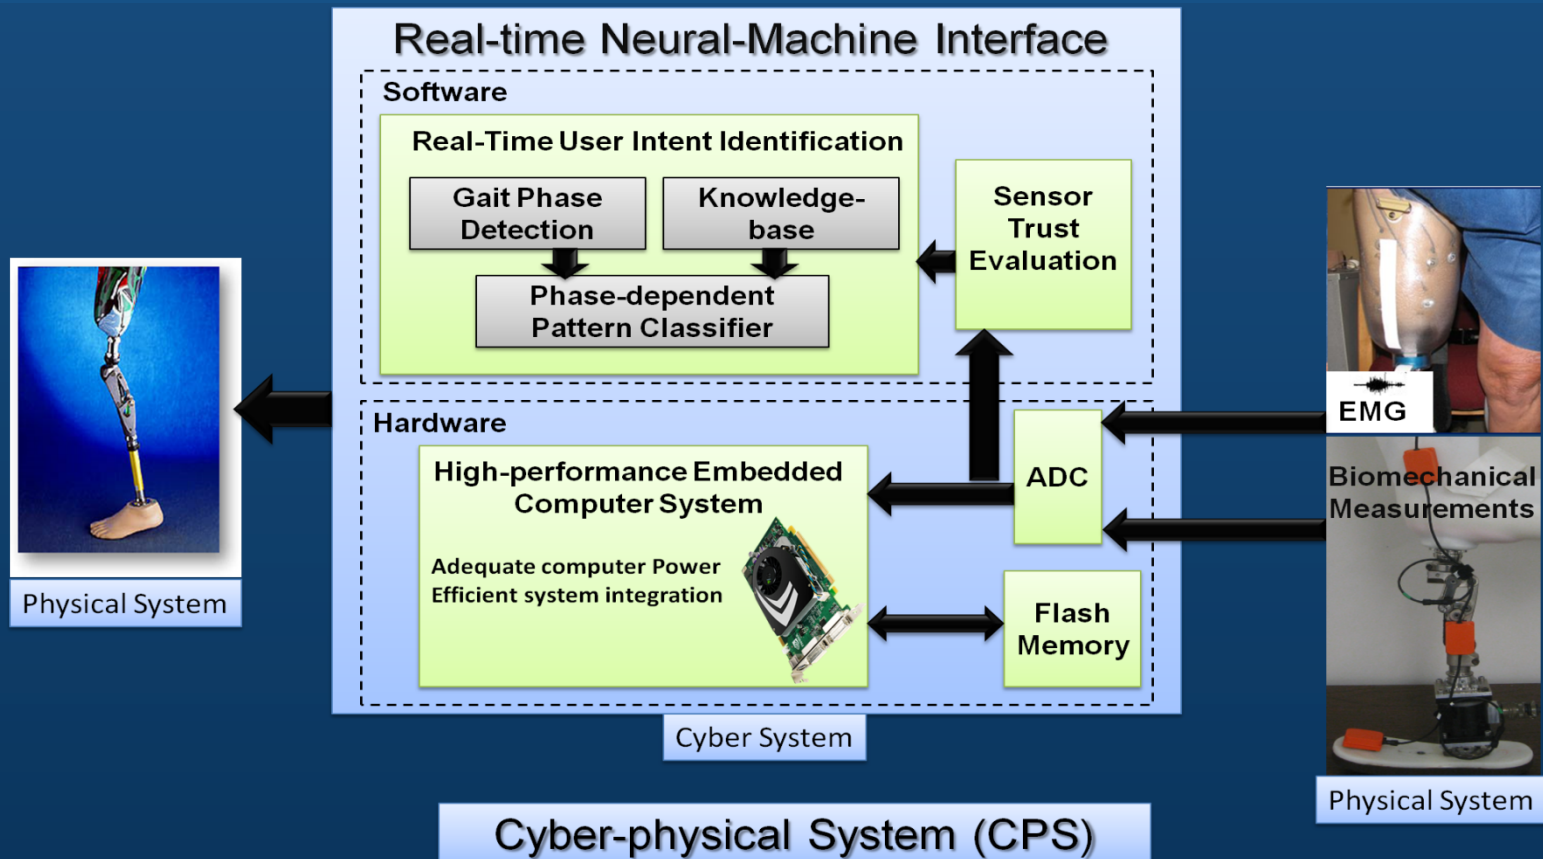 Real-time Neural-Machine Interface
Software
Real-Time User Intent Identification
Gait Phase
Detection
Knowledge-
base
Phase-dependent
Pattern Classifier
Sensor
Trust
Evaluation
Hardware
High-performance Embedded
Computer System
Adequate computer Power
Efficient system integration
ADC
Flash
Memory
EMG
Biomechanical
Measurements
Physical System
Cyber System
Physical System
Cyber-physical System (CPS)